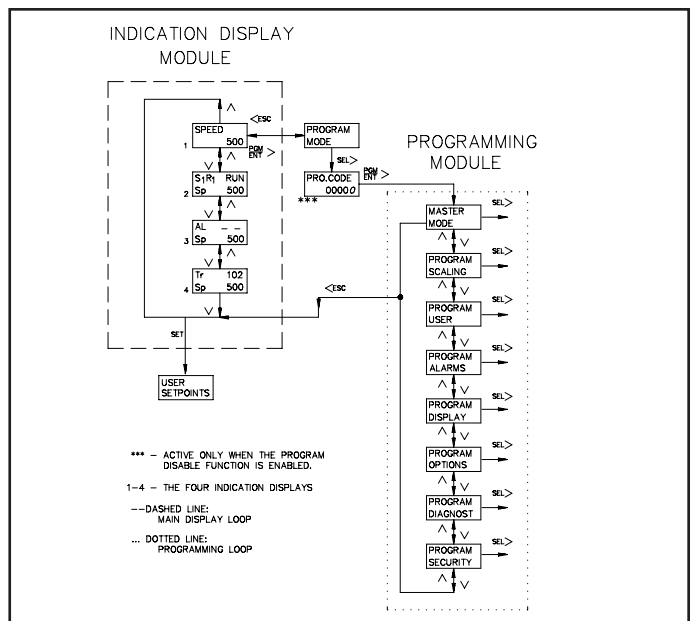 INDICATION DISPLAY
MODULE
<ESC
SPEED
1 500
PGM
ENT >
PROGRAM
MODE
SEL>
PROGRAMMING
MODULE
S1R1 RUN
2 Sp 500
PRO.CODE
00000
***
PGM
ENT >
AL – –
3 Sp 500
Tr 102
4 Sp 500
<ESC
SET
USER
SETPOINTS
MASTER
MODE
SEL>
PROGRAM
SCALING
SEL>
PROGRAM
USER
SEL>
PROGRAM
ALARMS
SEL>
PROGRAM
DISPLAY
SEL>
PROGRAM
OPTIONS
SEL>
PROGRAM
DIAGNOST
SEL>
PROGRAM
SECURITY
SEL>
*** – ACTIVE ONLY WHEN THE PROGRAM
DISABLE FUNCTION IS ENABLED.
1–4 – THE FOUR INDICATION DISPLAYS
––DASHED LINE:
MAIN DISPLAY LOOP
... DOTTED LINE:
PROGRAMMING LOOP